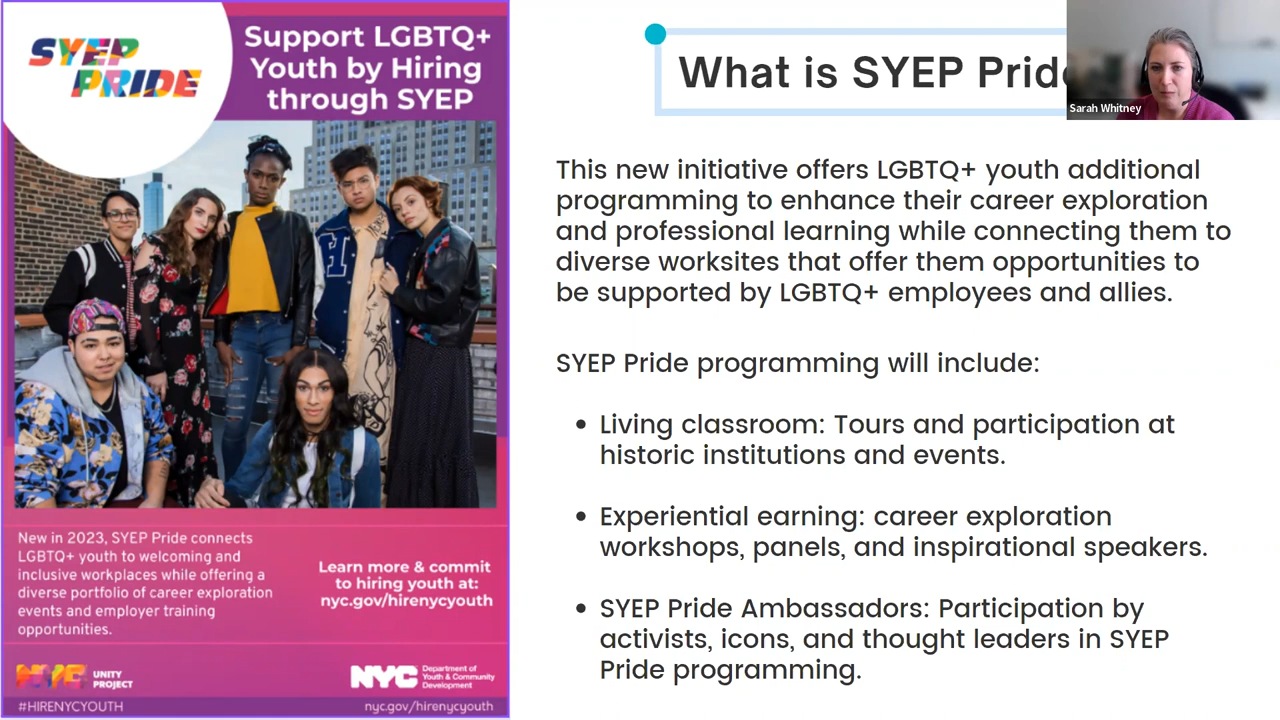 SYEP
PRIDE
Support LGBTQ+
Youth by Hiring
through SYEP
H
New in 2023, SYEP Pride connects
LGBTQ+ youth to welcoming and
inclusive workplaces while offering a
diverse portfolio of career exploration
events and employer training
opportunities.
Learn more & commit
to hiring youth at:
nyc.gov/hirenycyouth
NYC
UNITY
PROJECT
NYC
Department of
Youth & Community
Development
#HIRENYCYOUTH
nyc.gov/hirenycyouth
What is SYEP Pride
Sarah Whitney
This new initiative offers LGBTQ+ youth additional
programming to enhance their career exploration
and professional learning while connecting them to
diverse worksites that offer them opportunities to
be supported by LGBTQ+ employees and allies.
SYEP Pride programming will include:
• Living classroom: Tours and participation at
historic institutions and events.
• Experiential earning: career exploration
workshops, panels, and inspirational speakers.
• SYEP Pride Ambassadors: Participation by
activists, icons, and thought leaders in SYEP
Pride programming.